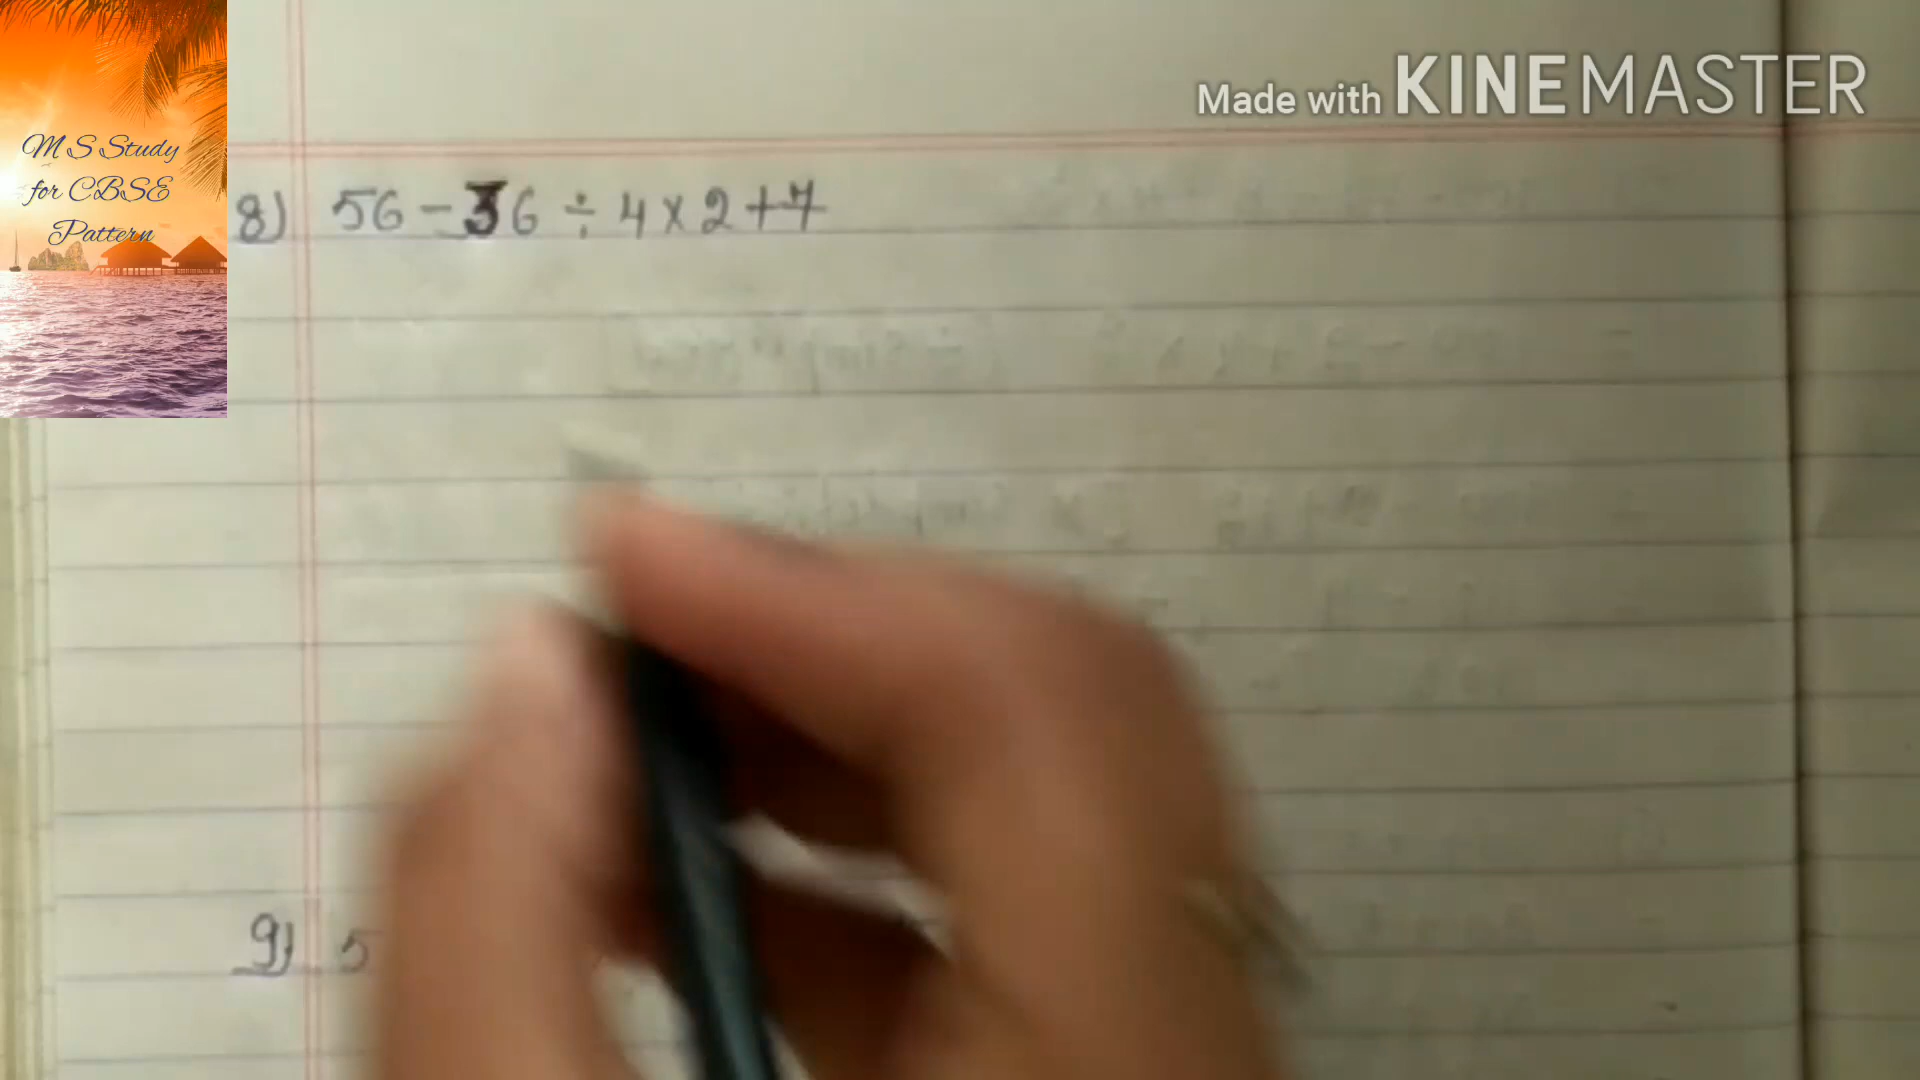 Made with KINEMASTER
M S Study
for CBSE
Pattern
8) 56 - 36 ÷ 4 x 2 + 7
9) 5